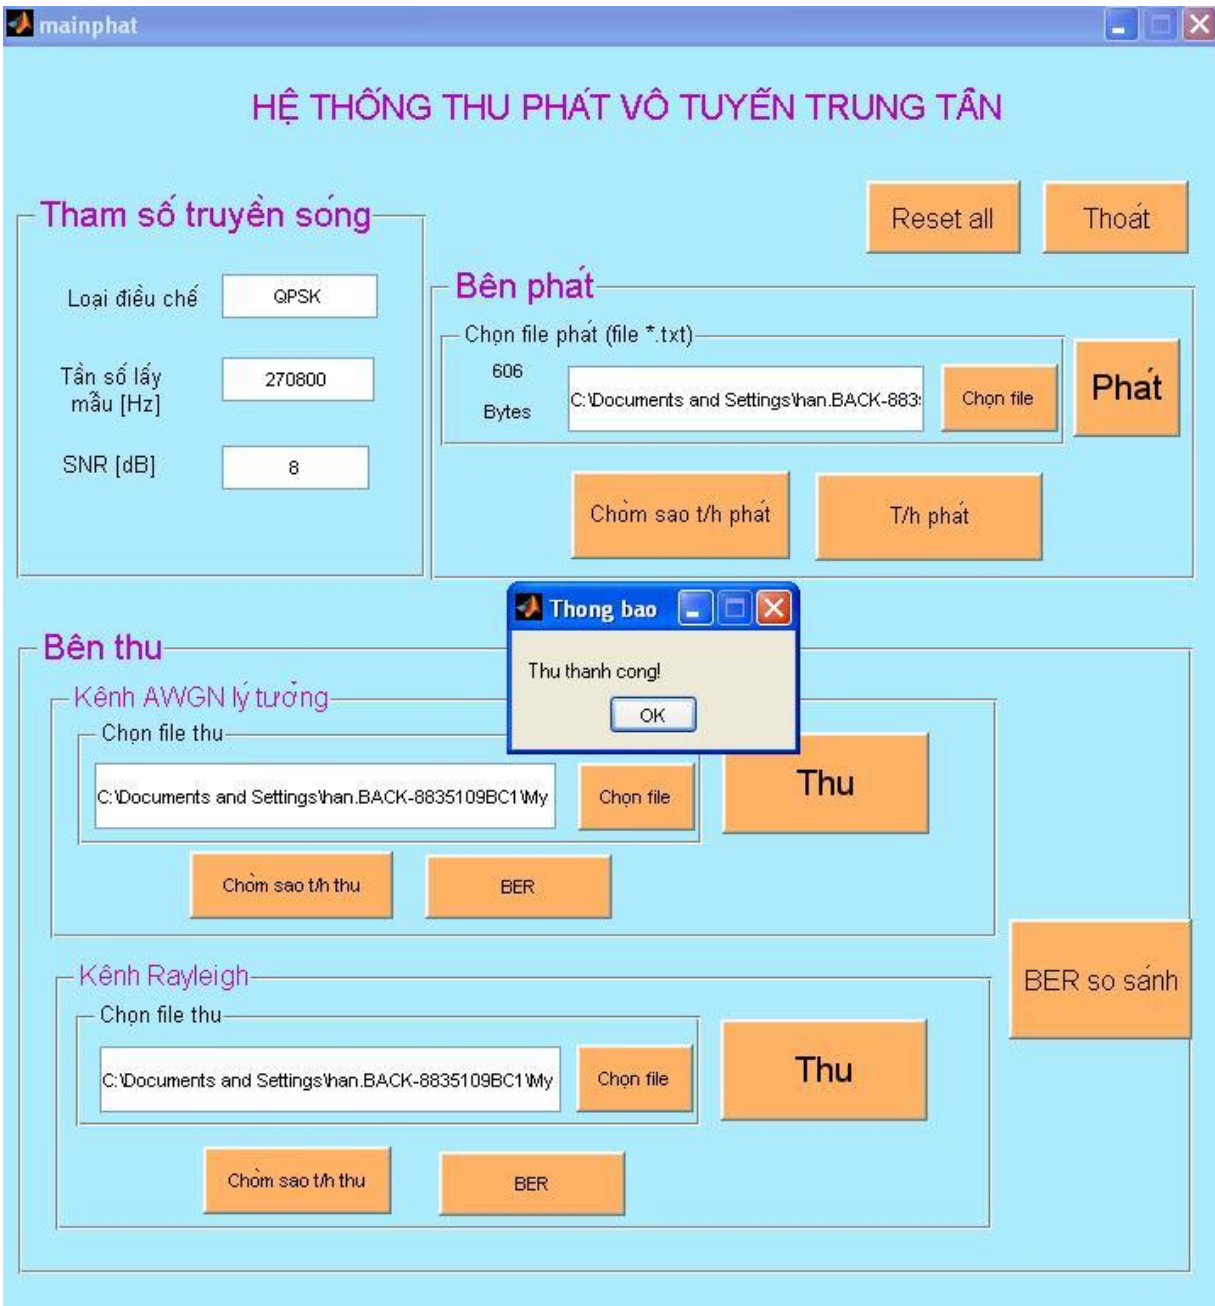 mainphat
HỆ THỐNG THU PHÁT VÔ TUYẾN TRUNG TẦN
Reset all
Thoát
Tham số truyền sóng
Loại điều chế
QPSK
Tần số lấy
mẫu [Hz]
270800
SNR [dB]
8
Bên phát
Chọn file phát (file *.txt)
606
Bytes
C:\Documents and Settings\han.BACK-883
Chọn file
Phát
Chòm sao t/h phát
T/h phát
Thong bao
Thu thanh cong!
OK
Bên thu
Kênh AWGN lý tưởng
Chọn file thu
C:\Documents and Settings\han.BACK-8835109BC1\My
Chọn file
Thu
Chòm sao t/h thu
BER
Kênh Rayleigh
Chọn file thu
C:\Documents and Settings\han.BACK-8835109BC1\My
Chọn file
Thu
Chòm sao t/h thu
BER
BER so sánh